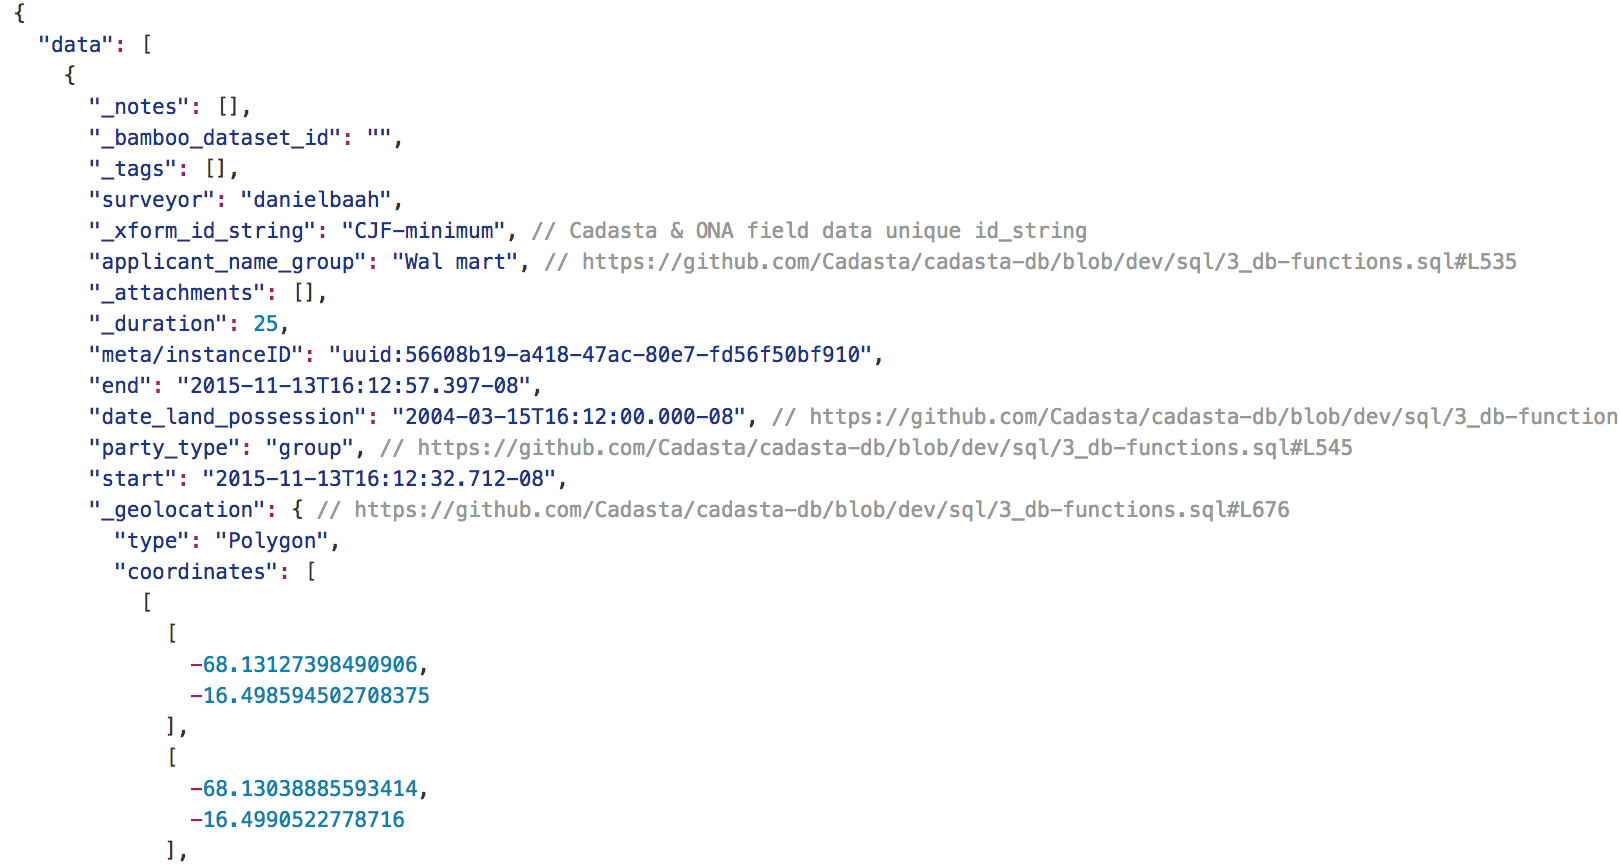 {
  "data": [
    {
      "_notes": [],
      "_bamboo_dataset_id": "",
      "_tags": [],
      "surveyor": "danielbaah",
      "_xform_id_string": "CJF-minimum", // Cadasta & ONA field data unique id_string
      "applicant_name_group": "Wal mart", // https://github.com/Cadasta/cadasta-db/blob/dev/sql/3_db-functions.sql#L535
      "_attachments": [],
      "_duration": 25,
      "meta/instanceID": "uuid:56608b19-a418-47ac-80e7-fd56f50bf910",
      "end": "2015-11-13T16:12:57.397-08",
      "date_land_possession": "2004-03-15T16:12:00.000-08", // https://github.com/Cadasta/cadasta-db/blob/dev/sql/3_db-function
      "party_type": "group", // https://github.com/Cadasta/cadasta-db/blob/dev/sql/3_db-functions.sql#L545
      "start": "2015-11-13T16:12:32.712-08",
      "_geolocation": { // https://github.com/Cadasta/cadasta-db/blob/dev/sql/3_db-functions.sql#L676
        "type": "Polygon",
        "coordinates": [
          [
            [
              -68.13127398490906,
              -16.498594502708375
            ],
            [
              -68.13038885593414,
              -16.4990522778716
            ],